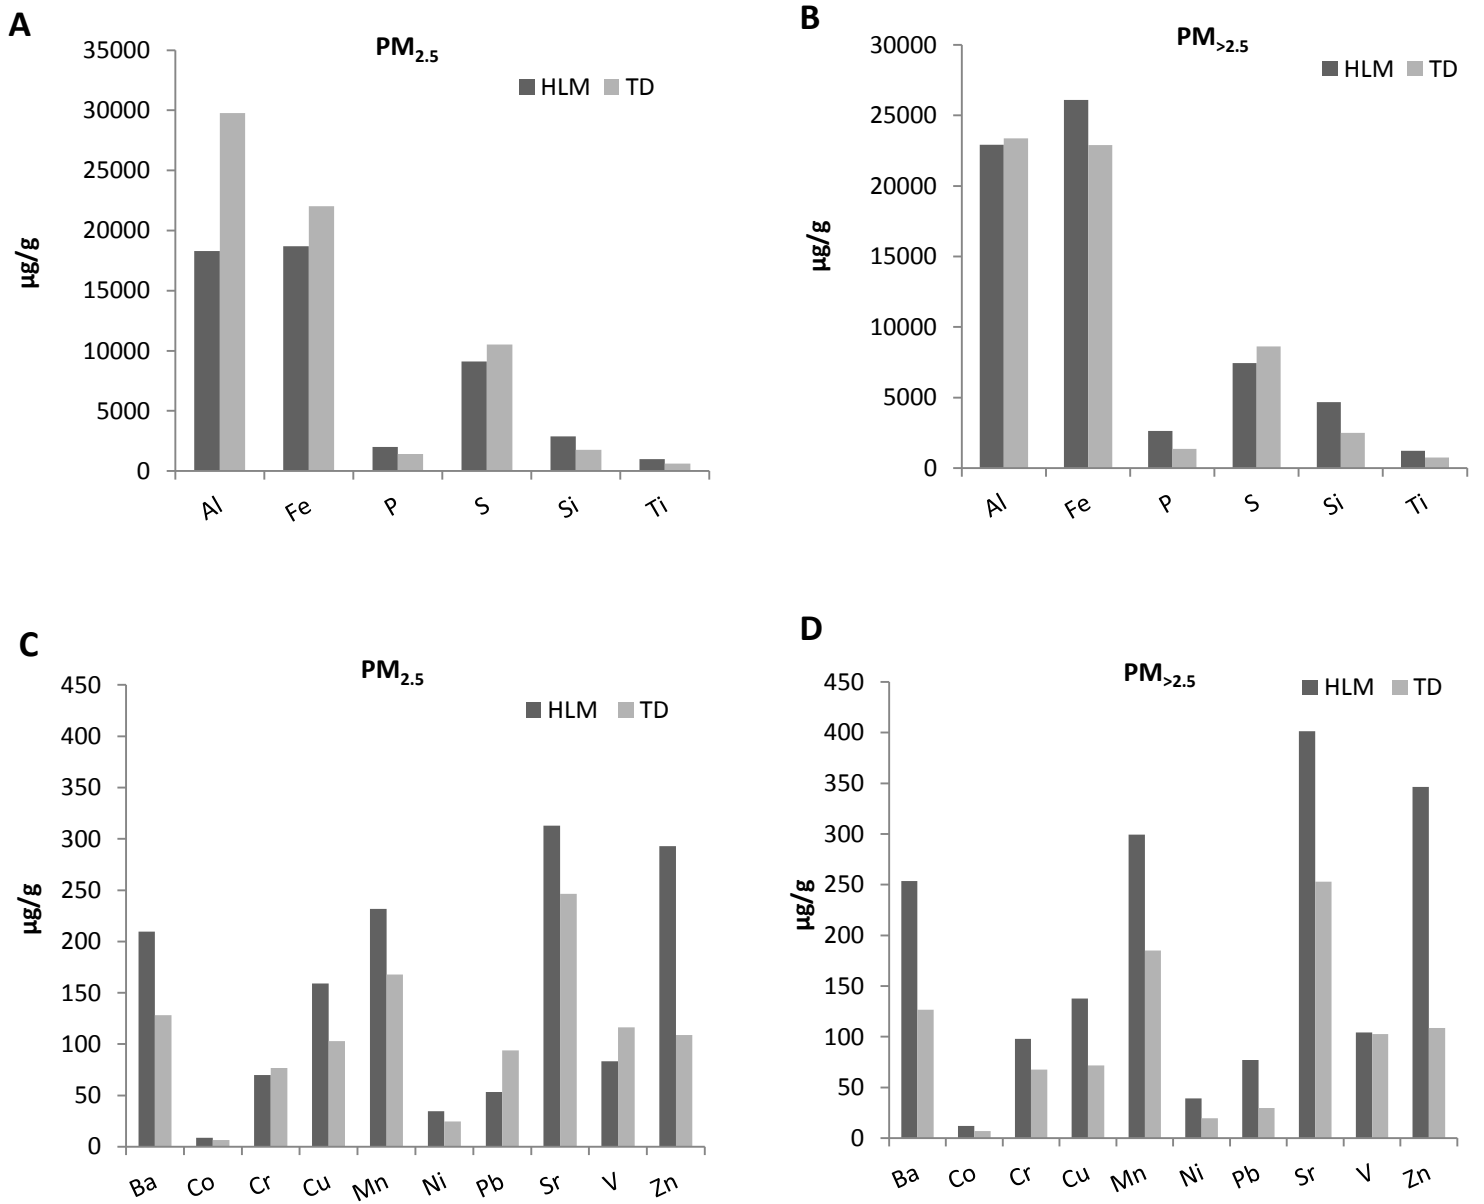 A
PM2.5
HLM TD
35000
30000
25000
20000
15000
10000
5000
0
µg/g
Al Fe P S Si Ti
B
PM>2.5
HLM TD
30000
25000
20000
15000
10000
5000
0
µg/g
Al Fe P S Si Ti
C
PM2.5
HLM TD
450
400
350
300
250
200
150
100
50
0
µg/g
Ba Co Cr Cu Mn Ni Pb Sr V Zn
D
PM>2.5
HLM TD
450
400
350
300
250
200
150
100
50
0
µg/g
Ba Co Cr Cu Mn Ni Pb Sr V Zn